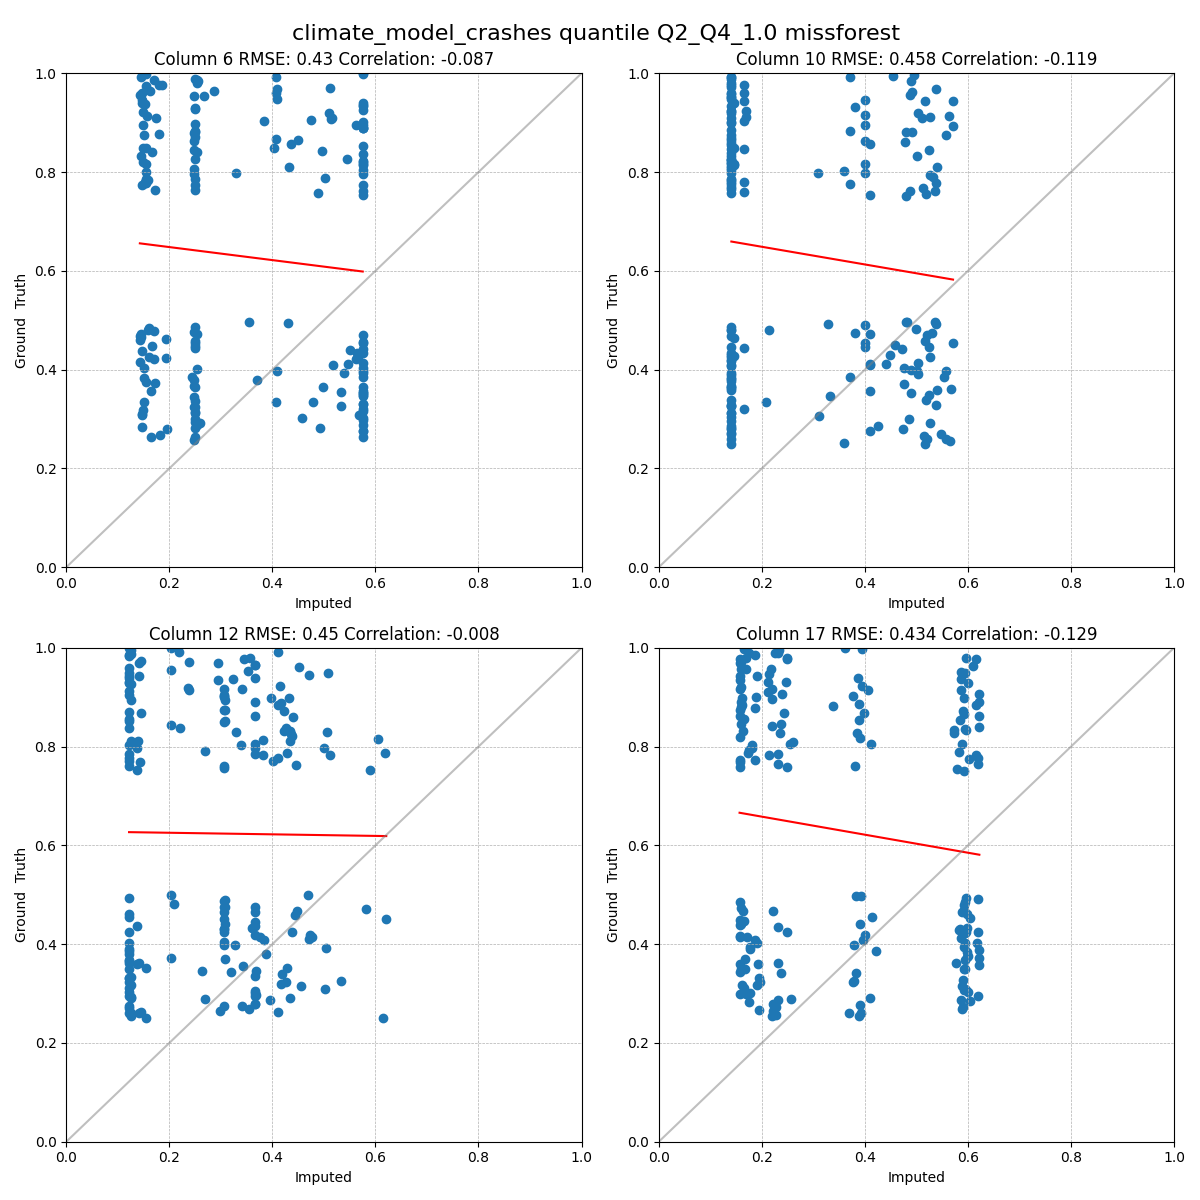 climate_model_crashes quantile Q2_Q4_1.0 missforest
Column 6 RMSE: 0.43 Correlation: -0.087
1.0
0.8
0.6
0.4
0.2
0.0
Ground Truth
0.0 0.2 0.4 0.6 0.8 1.0
Imputed
Column 10 RMSE: 0.458 Correlation: -0.119
1.0
0.8
0.6
0.4
0.2
0.0
Ground Truth
0.0 0.2 0.4 0.6 0.8 1.0
Imputed
Column 12 RMSE: 0.45 Correlation: -0.008
1.0
0.8
0.6
0.4
0.2
0.0
Ground Truth
0.0 0.2 0.4 0.6 0.8 1.0
Imputed
Column 17 RMSE: 0.434 Correlation: -0.129
1.0
0.8
0.6
0.4
0.2
0.0
Ground Truth
0.0 0.2 0.4 0.6 0.8 1.0
Imputed